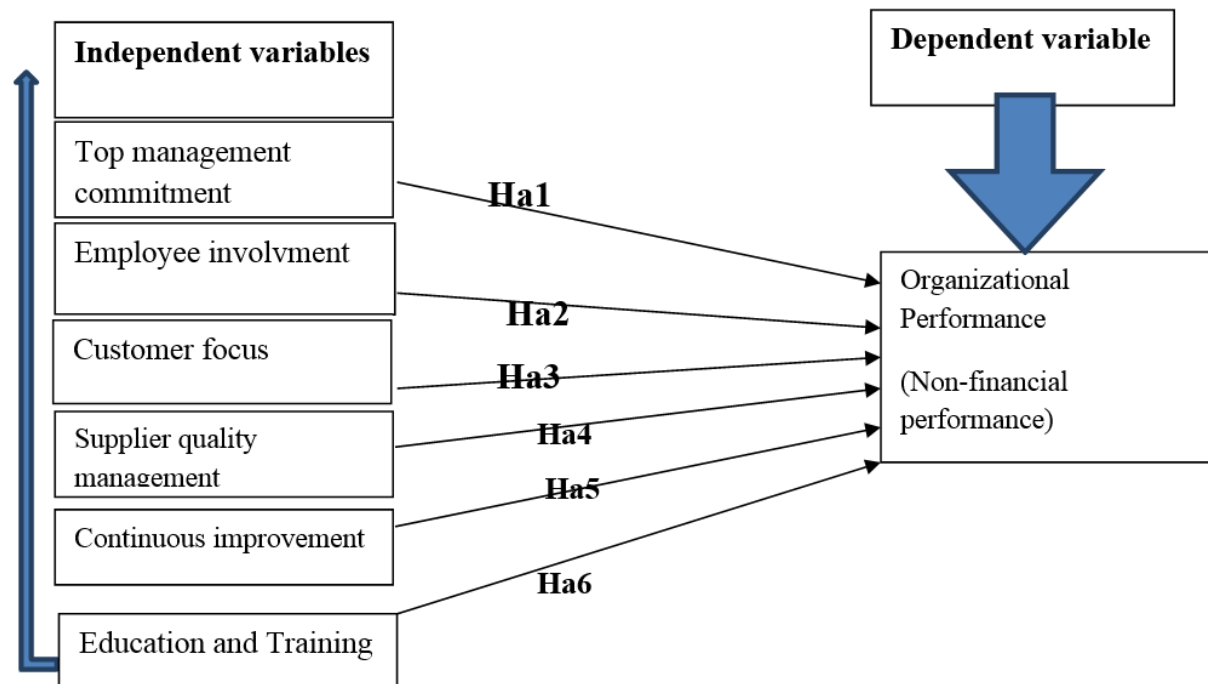 Independent variables
Dependent variable
Top management
commitment
Ha1
Employee involvment
Ha2
Organizational
Performance
(Non-financial
performance)
Customer focus
Ha3
Supplier quality
management
Ha4
Continuous improvement
Ha5
Education and Training
Ha6